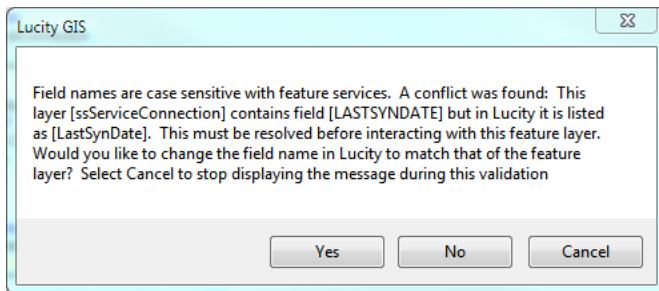 Lucity GIS
Field names are case sensitive with feature services.  A conflict was found:  This
layer [ssServiceConnection] contains field [LASTSYNDATE] but in Lucity it is listed
as [LastSynDate].  This must be resolved before interacting with this feature layer.
Would you like to change the field name in Lucity to match that of the feature
layer?  Select Cancel to stop displaying the message during this validation
Yes No Cancel